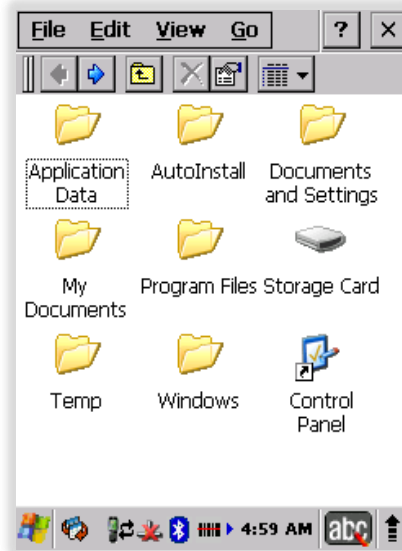 File Edit View Go ? ×
Application Data AutoInstall Documents and Settings
My Documents Program Files Storage Card
Temp Windows Control Panel
4:59 AM abc